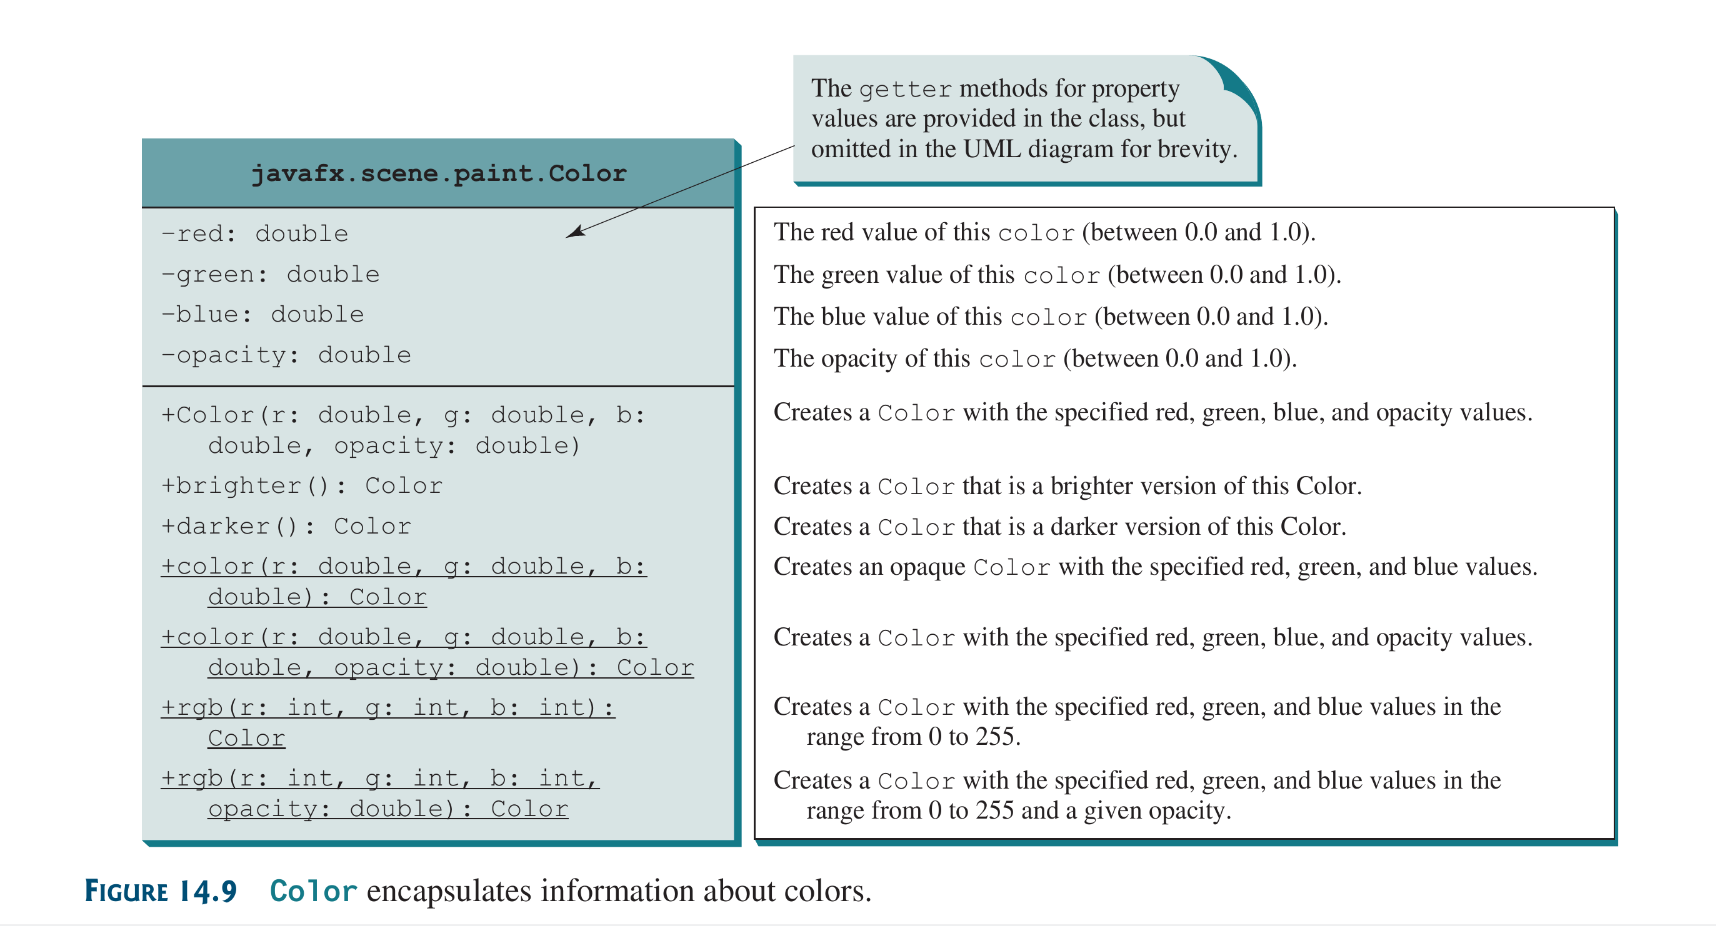 The getter methods for property
values are provided in the class, but
omitted in the UML diagram for brevity.
javafx.scene.paint.Color
-red: double
The red value of this color (between 0.0 and 1.0).
-green: double
The green value of this color (between 0.0 and 1.0).
-blue: double
The blue value of this color (between 0.0 and 1.0).
-opacity: double
The opacity of this color (between 0.0 and 1.0).
+Color(r: double, g: double, b:
double, opacity: double)
Creates a Color with the specified red, green, blue, and opacity values.
+brighter(): Color
Creates a Color that is a brighter version of this Color.
+darker(): Color
Creates a Color that is a darker version of this Color.
+color(r: double, g: double, b:
double): Color
Creates an opaque Color with the specified red, green, and blue values.
+color(r: double, g: double, b:
double, opacity: double): Color
Creates a Color with the specified red, green, blue, and opacity values.
+rgb(r: int, g: int, b: int):
Color
Creates a Color with the specified red, green, and blue values in the
range from 0 to 255.
+rgb(r: int, g: int, b: int,
opacity: double): Color
Creates a Color with the specified red, green, and blue values in the
range from 0 to 255 and a given opacity.
FIGURE 14.9 Color encapsulates information about colors.